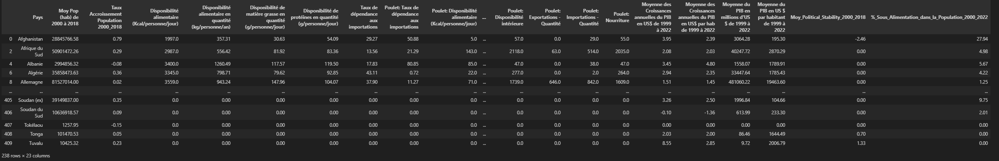 Pays Moy Pop (hab) de 2000 à 2018 Taux Accroissement Population 2000_2018 Disponibilité alimentaire (Kcal/personne/jour) Disponibilité alimentaire en quantité (kg/personne/an) Disponibilité de matière grasse en quantité (g/personne/jour) Disponibilité de protéines en quantité (g/personne/jour) Taux de dépendance aux importations Poulet: Taux de dépendance aux importations Poulet: Disponibilité alimentaire (Kcal/personne/jour) ... Poulet: Disponibilité intérieure Poulet: Exportations - Quantité Poulet: Importations - Quantité Poulet: Nourriture Moyenne des Croissances annuelles du PIB en US$ de 1999 à 2022 Moyenne des Croissances annuelles du PIB en US$ par hab de 1999 à 2022 Moyenne du PIB en millions d'US $ de 1999 à 2022 Moyenne du PIB en US $ par habitant de 1999 à 2022 Moy_Political_Stability_2000_2018 %_Sous_Alimentation_dans_la_Population_2000_2022
0 Afghanistan 28845766.58 0.79 1997.0 357.31 30.63 54.09 29.27 50.88 5.0 ... 57.0 0.0 29.0 55.0 3.95 2.39 3064.28 195.30 -2.46 27.94
2 Afrique du Sud 50901472.26 0.29 2987.0 556.42 81.92 83.36 13.56 21.29 143.0 ... 2118.0 63.0 514.0 2035.0 2.08 2.03 40247.72 2870.29 0.00 4.98
4 Albanie 2994856.32 -0.08 3400.0 1260.49 117.57 119.50 17.83 80.85 85.0 ... 47.0 0.0 38.0 47.0 3.45 4.80 1558.07 1789.91 0.00 5.67
6 Algérie 35858473.63 0.36 3345.0 798.71 79.62 92.85 43.11 0.72 22.0 ... 277.0 0.0 2.0 264.0 2.94 2.35 33447.64 1785.43 0.00 4.22
8 Allemagne 81527014.00 0.02 3559.0 943.24 147.96 104.07 37.90 11.27 71.0 ... 1739.0 646.0 842.0 1609.0 1.51 1.45 481060.22 19463.60 0.00 1.25
... ... ... ... ... ... ... ... ... ... ... ... ... ... ... ... ... ... ... ... ... ...
405 Soudan (ex) 39149837.00 0.35 0.0 0.00 0.00 0.00 0.00 0.00 0.0 ... 0.0 0.0 0.0 0.0 3.26 2.50 1996.84 104.66 0.00 9.75
406 Soudan du Sud 10636918.57 0.09 0.0 0.00 0.00 0.00 0.00 0.00 0.0 ... 0.0 0.0 0.0 0.0 -0.10 -1.36 613.99 233.30 0.00 2.01
407 Tokélaou 1257.95 -0.15 0.0 0.00 0.00 0.00 0.00 0.00 0.0 ... 0.0 0.0 0.0 0.0 0.00 0.00 0.00 0.00 0.00 0.00
408 Tonga 101470.53 0.05 0.0 0.00 0.00 0.00 0.00 0.00 0.0 ... 0.0 0.0 0.0 0.0 2.03 2.00 86.46 1644.49 0.70 0.00
409 Tuvalu 10425.32 0.23 0.0 0.00 0.00 0.00 0.00 0.00 0.0 ... 0.0 0.0 0.0 0.0 8.55 2.85 9.72 2006.79 1.33 0.00
238 rows × 23 columns